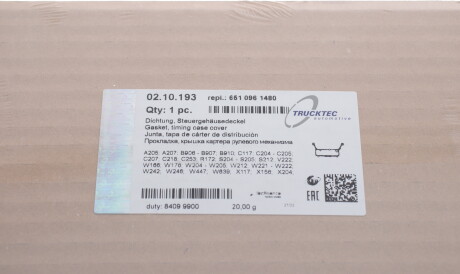 02.10.193 repl.: 651 096 1480
Qty: 1 pc.
TRUCKTEC
automotive
Dichtung, Steuergehäusedeckel
Gasket, timing case cover
Junta, tapa de cárter de distribución
Прокладка, крышка картера рулевого механизма
A205, A207, B906 - B907, B910, C117, C204 - C205,
C207, C218, C253, R172, S204 - S205, S212, V222
W166, W176, W204 - W205, W212, W221 - W222,
W242, W246, W447, W639, X117, X156, X204
EAC
duty: 8409 9900 20,00 g